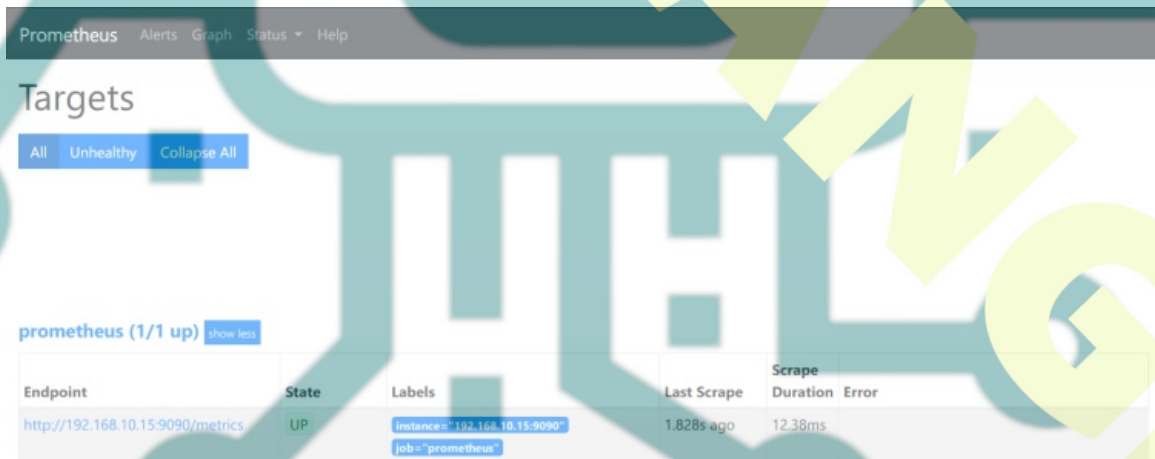 Prometheus Alerts Graph Status Help
Targets
All Unhealthy Collapse All
prometheus (1/1 up) show less
Endpoint State Labels Last Scrape Scrape Duration Error
http://192.168.10.15:9090/metrics UP instance="192.168.10.15:9090" 1.828s ago 12.38ms
job="prometheus"